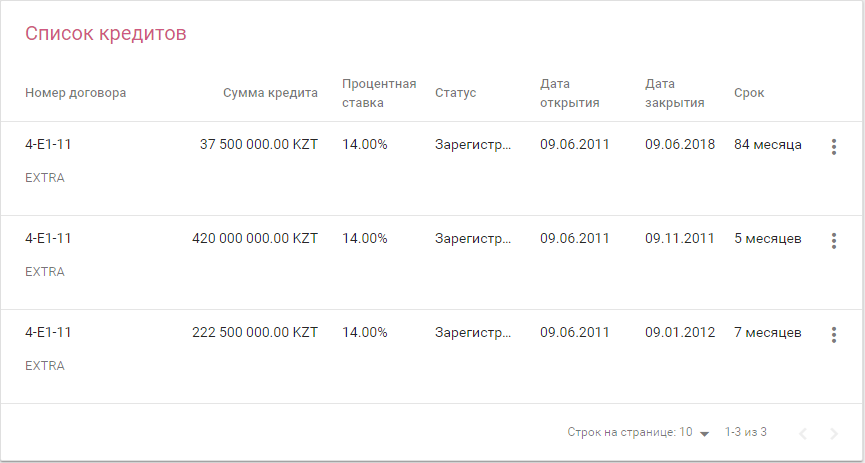 Список кредитов
Номер договора Сумма кредита Процентная ставка Статус Дата открытия Дата закрытия Срок
4-E1-11 37 500 000.00 KZT 14.00% Зарегистр... 09.06.2011 09.06.2018 84 месяца
EXTRA
4-E1-11 420 000 000.00 KZT 14.00% Зарегистр... 09.06.2011 09.11.2011 5 месяцев
EXTRA
4-E1-11 222 500 000.00 KZT 14.00% Зарегистр... 09.06.2011 09.01.2012 7 месяцев
EXTRA
Строк на странице: 10 1-3 из 3